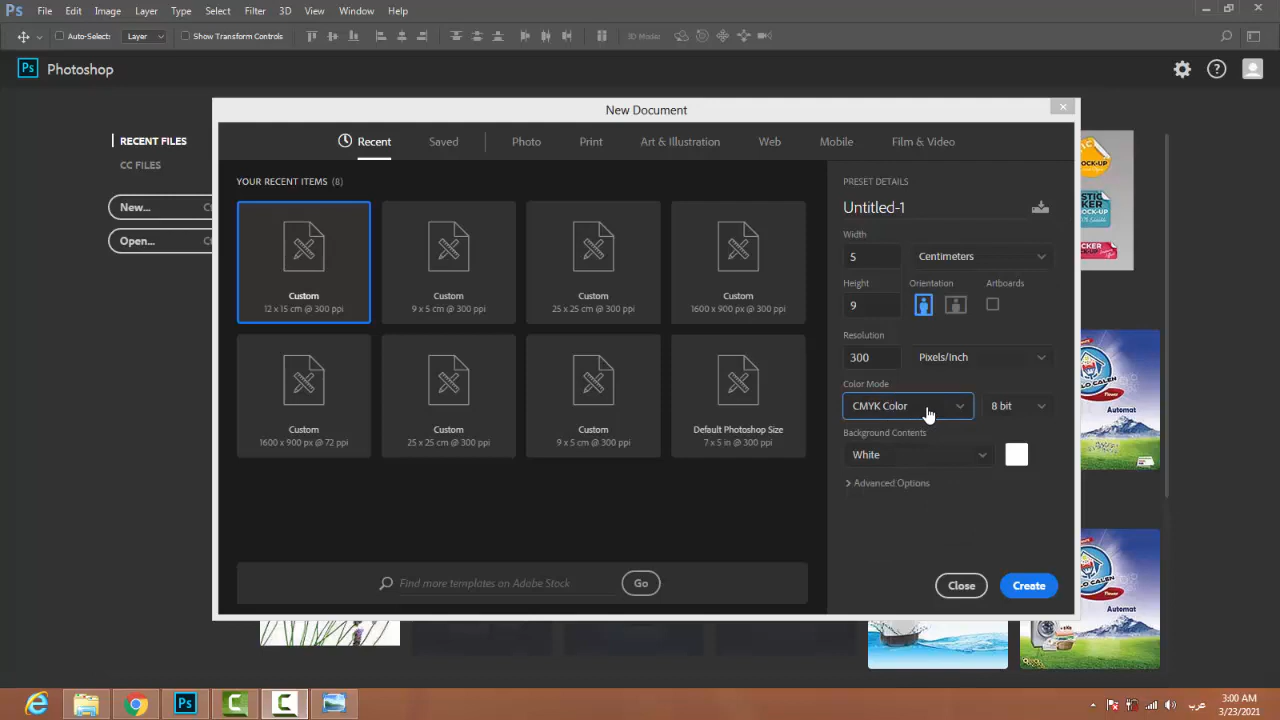 Ps File Edit Image Layer Type Select Filter 3D View Window Help
Auto-Select: Layer Show Transform Controls 3D Mode:
Ps Photoshop
New Document
RECENT FILES
CC FILES
New...
Open...
Recent Saved Photo Print Art & Illustration Web Mobile Film & Video
YOUR RECENT ITEMS (8)
Custom
12 x 15 cm @ 300 ppi
Custom
9 x 5 cm @ 300 ppi
Custom
25 x 25 cm @ 300 ppi
Custom
1600 x 900 px @ 300 ppi
Custom
1600 x 900 px @ 72 ppi
Custom
25 x 25 cm @ 300 ppi
Custom
9 x 5 cm @ 300 ppi
Default Photoshop Size
7 x 5 in @ 300 ppi
Find more templates on Adobe Stock Go
PRESET DETAILS
Untitled-1
Width
5 Centimeters
Height Orientation Artboards
9
Resolution
300 Pixels/Inch
Color Mode
CMYK Color 8 bit
Background Contents
White
Advanced Options
Close Create
MOCK-UP
Automat
Automat
Ps
عرب
3:00 AM
3/23/2021